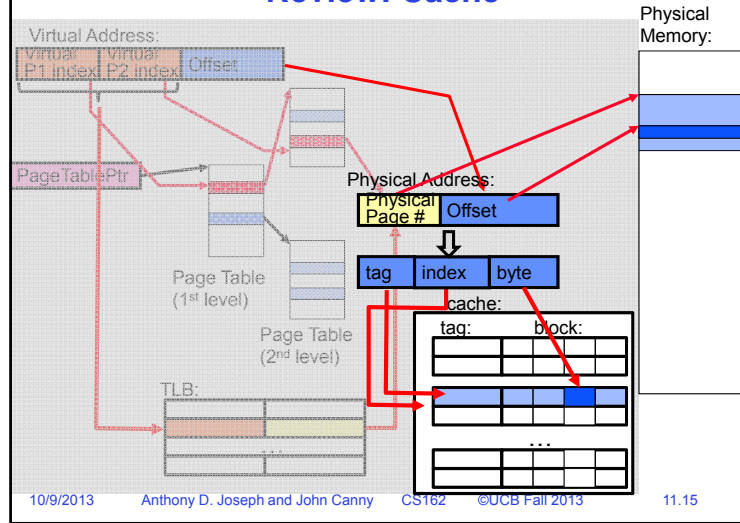 Review: Cache
Physical
Memory:
Virtual Address:
Virtual
P1 index
Virtual
P2 index
Offset
PageTablePtr
Physical Address:
Physical
Page #
Offset
tag
index
byte
Page Table
(1st level)
cache:
tag:
block:
Page Table
(2nd level)
TLB:
…
…
10/9/2013
Anthony D. Joseph and John Canny
CS162
©UCB Fall 2013
11.15